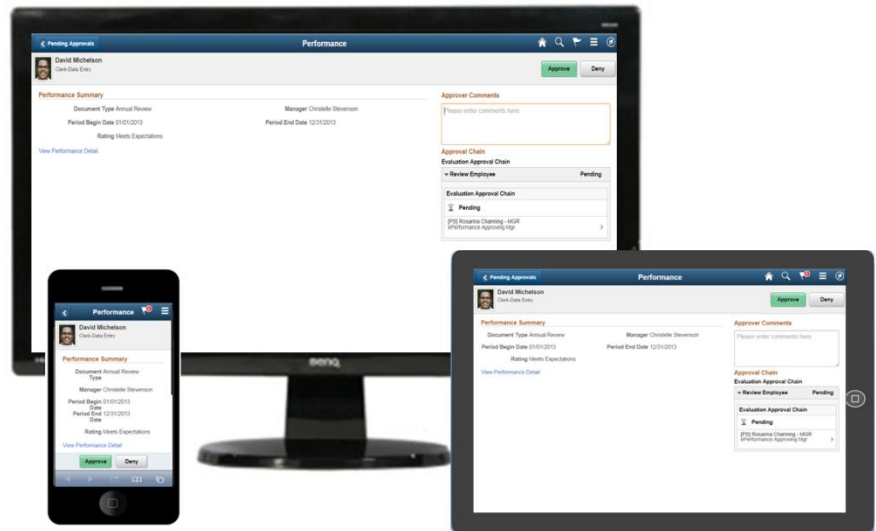 Pending Approvals
Performance
David Michelson
Clerk-Data Entry
Approve
Deny
Performance Summary
Document Type Annual Review
Manager Christelle Stevenson
Period Begin Date 01/01/2013
Period End Date 12/31/2013
Rating Meets Expectations
View Performance Detail
Approver Comments
Please enter comments here.
Approval Chain
Evaluation Approval Chain
Review Employee
Pending
Evaluation Approval Chain
Pending
[PS] Rosanna Channing - MGR
ePerformance Approving Mgr
BenQ
Performance
David Michelson
Clerk-Data Entry
Performance Summary
Document Annual Review
Type
Manager Christelle Stevenson
Period Begin 01/01/2013
Date
Period End 12/31/2013
Date
Rating Meets Expectations
View Performance Detail
Approve
Deny
Pending Approvals
Performance
David Michelson
Clerk-Data Entry
Approve
Deny
Performance Summary
Document Type Annual Review
Manager Christelle Stevenson
Period Begin Date 01/01/2013
Period End Date 12/31/2013
Rating Meets Expectations
View Performance Detail
Approver Comments
Please enter comments here.
Approval Chain
Evaluation Approval Chain
Review Employee
Pending
Evaluation Approval Chain
Pending
[PS] Rosanna Channing - MGR
ePerformance Approving Mgr